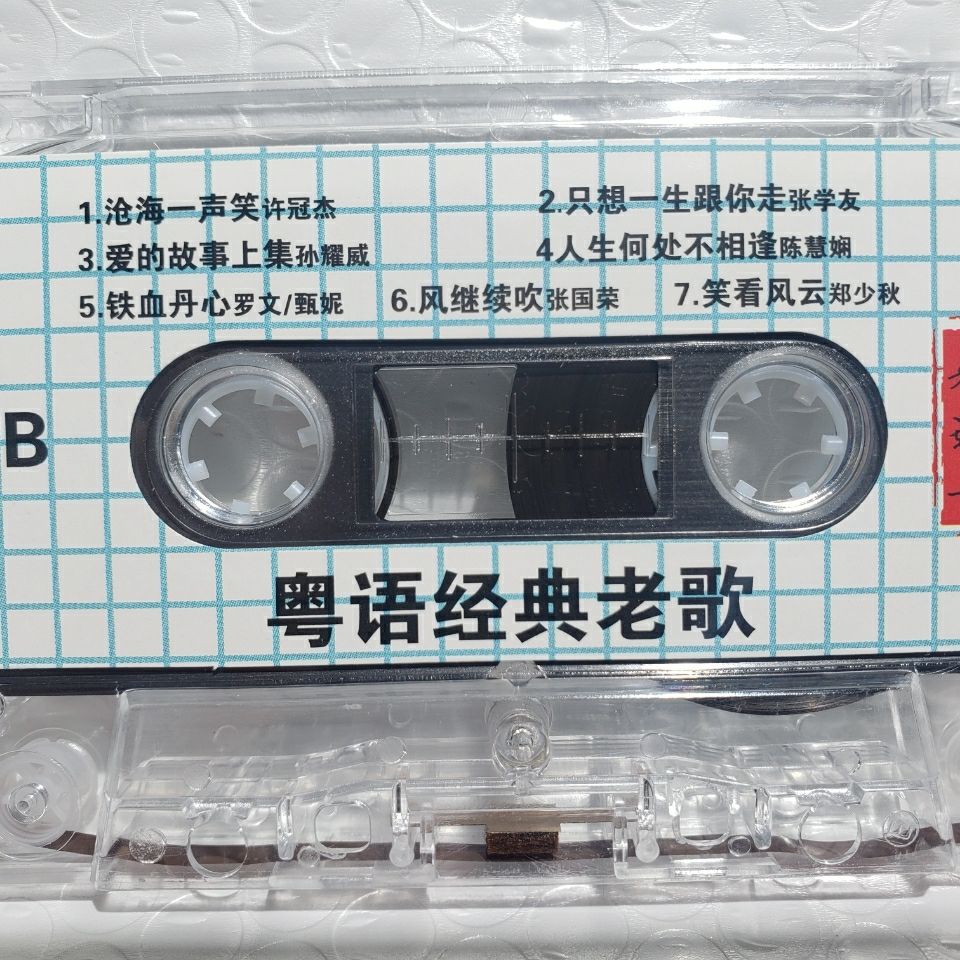 1.沧海一声笑许冠杰 2.只想一生跟你走张学友
3.爱的故事上集孙耀威 4人生何处不相逢陈慧娴
5.铁血丹心罗文/甄妮 6.风继续吹张国荣 7.笑看风云郑少秋
B
粤语经典老歌